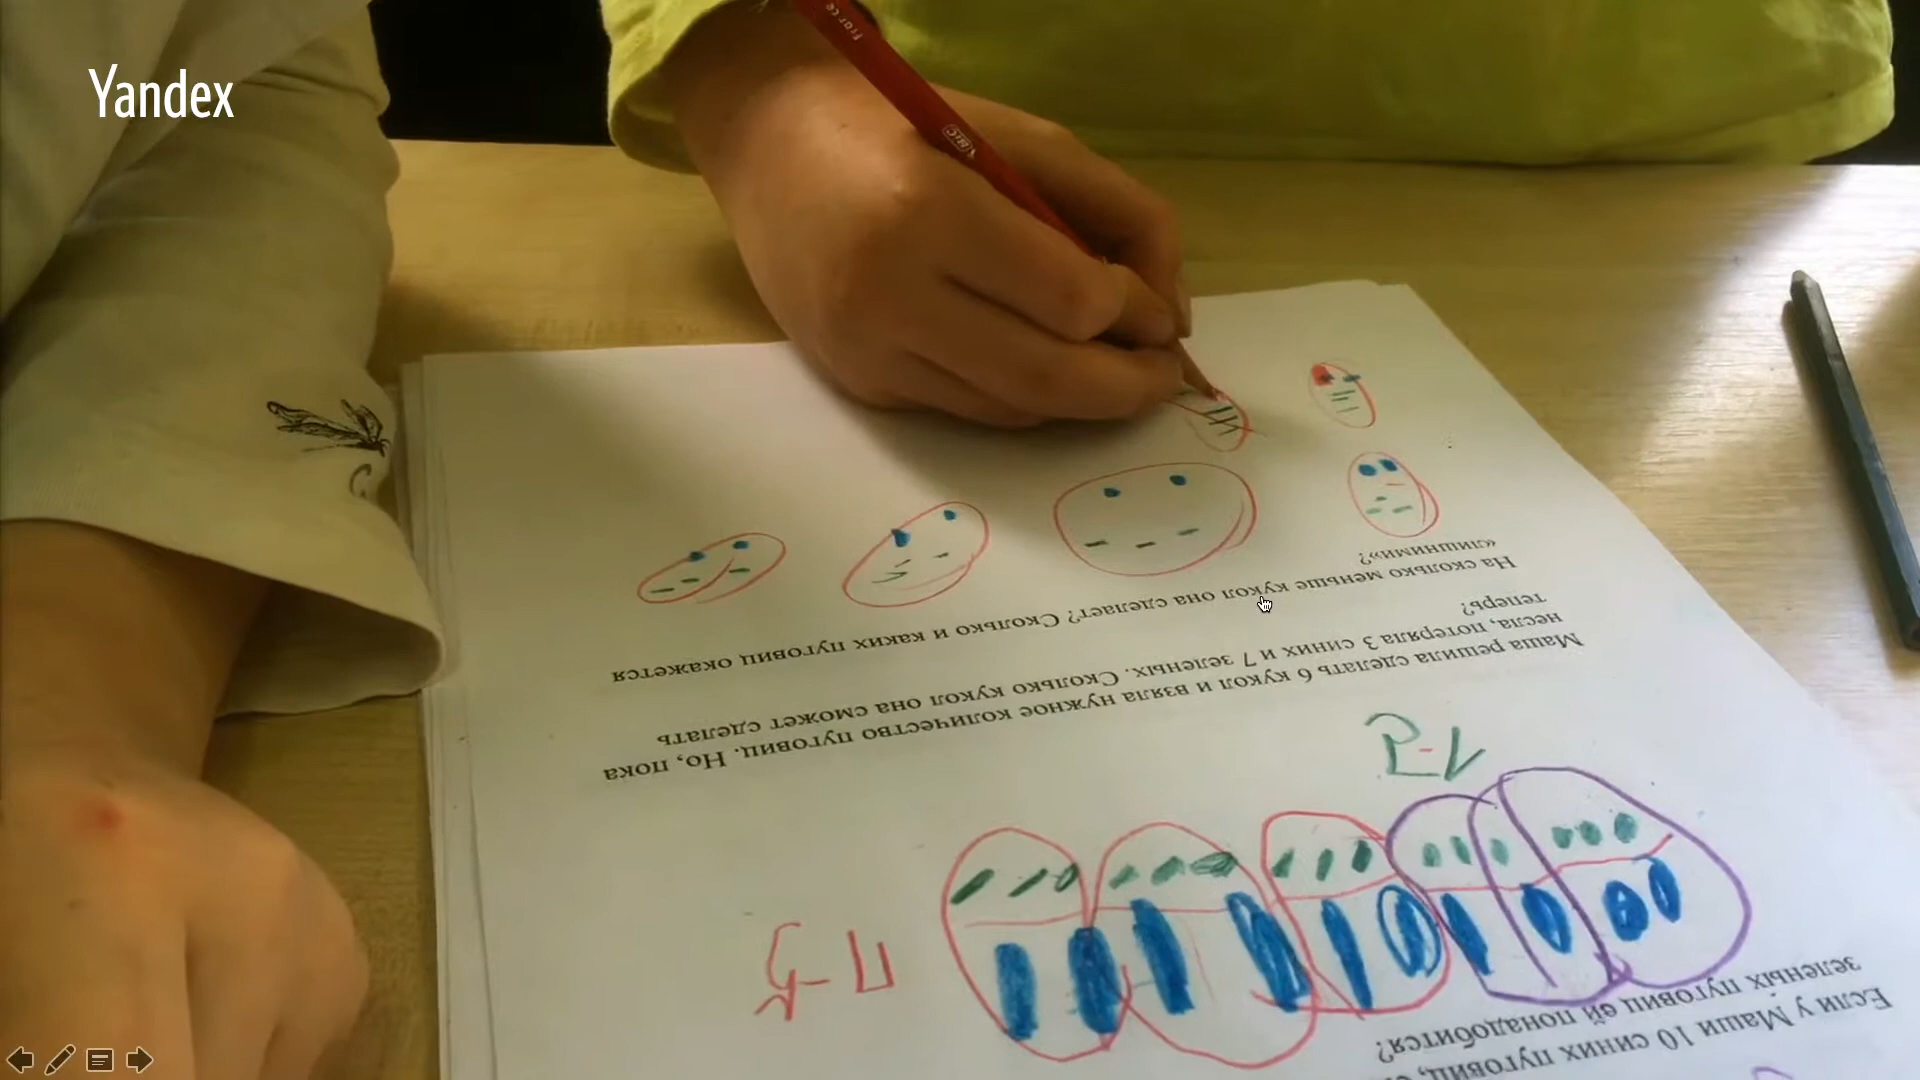 Yandex
France
BIC
Если у Маши 10 синих пуговиц,
зеленых пуговиц ей понадобится?
Маша решила сделать 6 кукол и взяла нужное количество пуговиц. Но, пока
несла, потеряла 3 синих и 7 зеленых. Сколько кукол она сможет сделать
теперь?
На сколько меньше кукол она сделает? Сколько и каких пуговиц окажется
«лишними»?